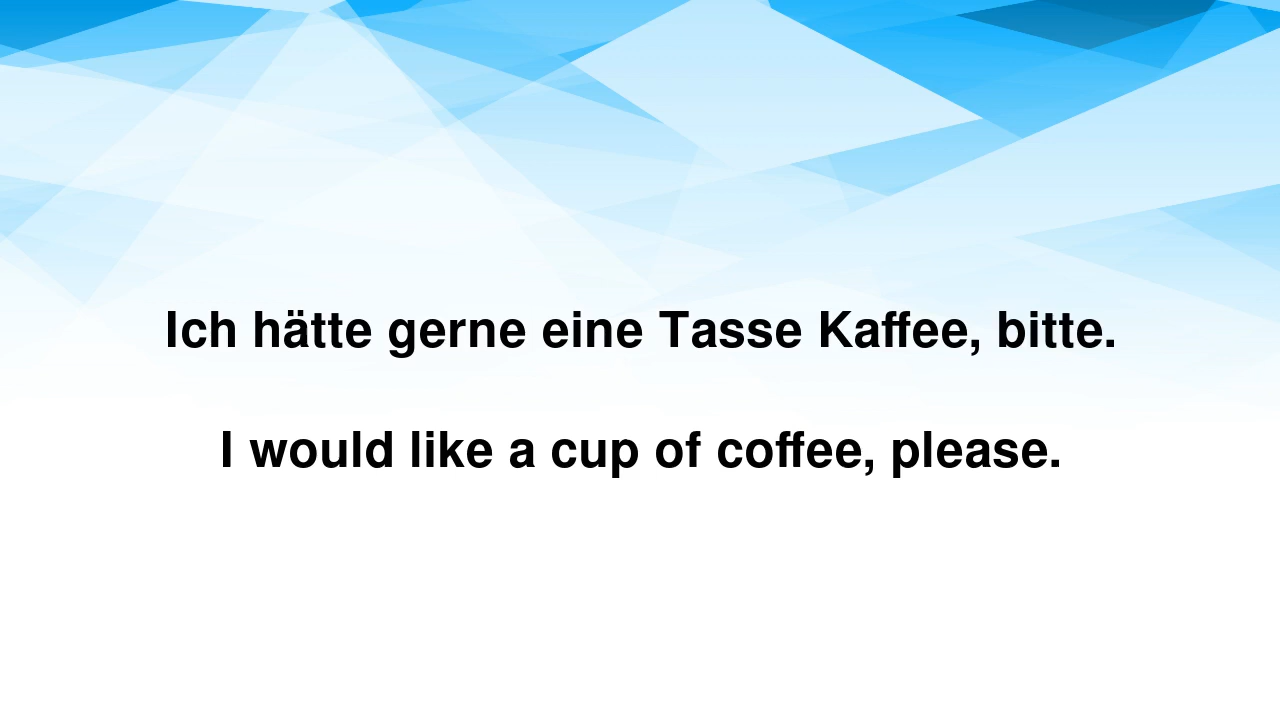 Ich hätte gerne eine Tasse Kaffee, bitte.
I would like a cup of coffee, please.